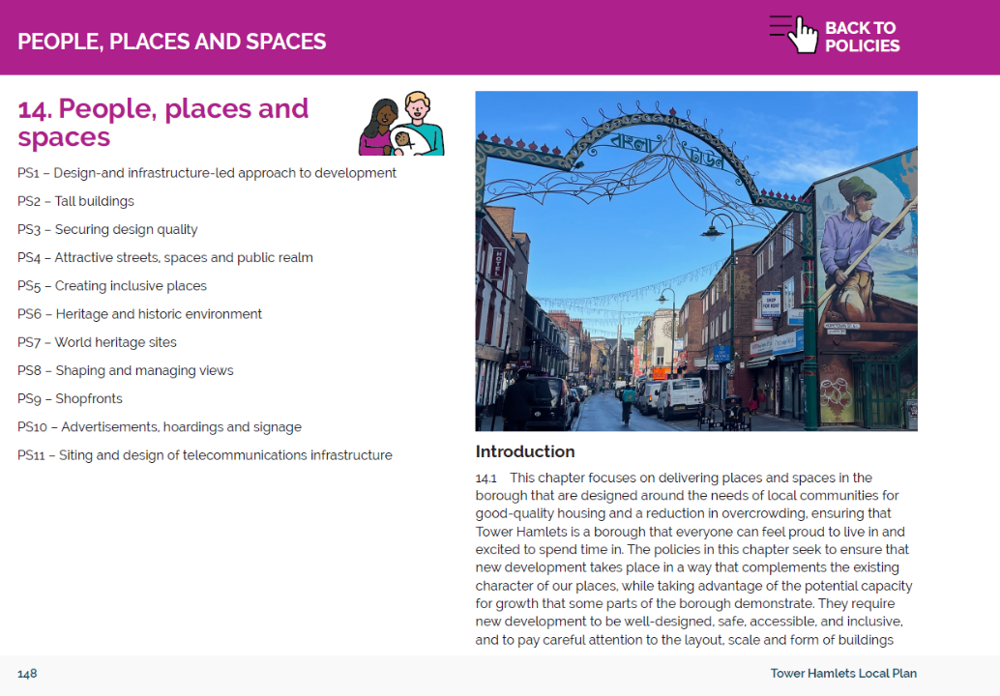 PEOPLE, PLACES AND SPACES
BACK TO
POLICIES
14. People, places and
spaces
PS1 – Design-and infrastructure-led approach to development
PS2 – Tall buildings
PS3 – Securing design quality
PS4 – Attractive streets, spaces and public realm
PS5 – Creating inclusive places
PS6 – Heritage and historic environment
PS7 – World heritage sites
PS8 – Shaping and managing views
PS9 – Shopfronts
PS10 – Advertisements, hoardings and signage
PS11 – Siting and design of telecommunications infrastructure
বাংলা টাউন
HOTEL
SHOP
FOR RENT
Introduction
14.1 This chapter focuses on delivering places and spaces in the
borough that are designed around the needs of local communities for
good-quality housing and a reduction in overcrowding, ensuring that
Tower Hamlets is a borough that everyone can feel proud to live in and
excited to spend time in. The policies in this chapter seek to ensure that
new development takes place in a way that complements the existing
character of our places, while taking advantage of the potential capacity
for growth that some parts of the borough demonstrate. They require
new development to be well-designed, safe, accessible, and inclusive,
and to pay careful attention to the layout, scale and form of buildings
148
Tower Hamlets Local Plan